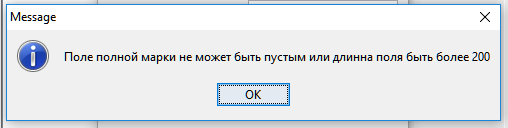 Message
Поле полной марки не может быть пустым или длинна поля быть более 200
OK